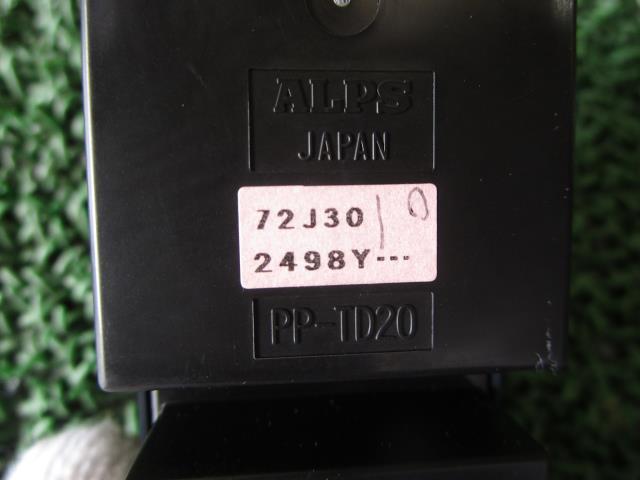 ALPS
JAPAN
72J30 10
2498Y---
PP-TD20